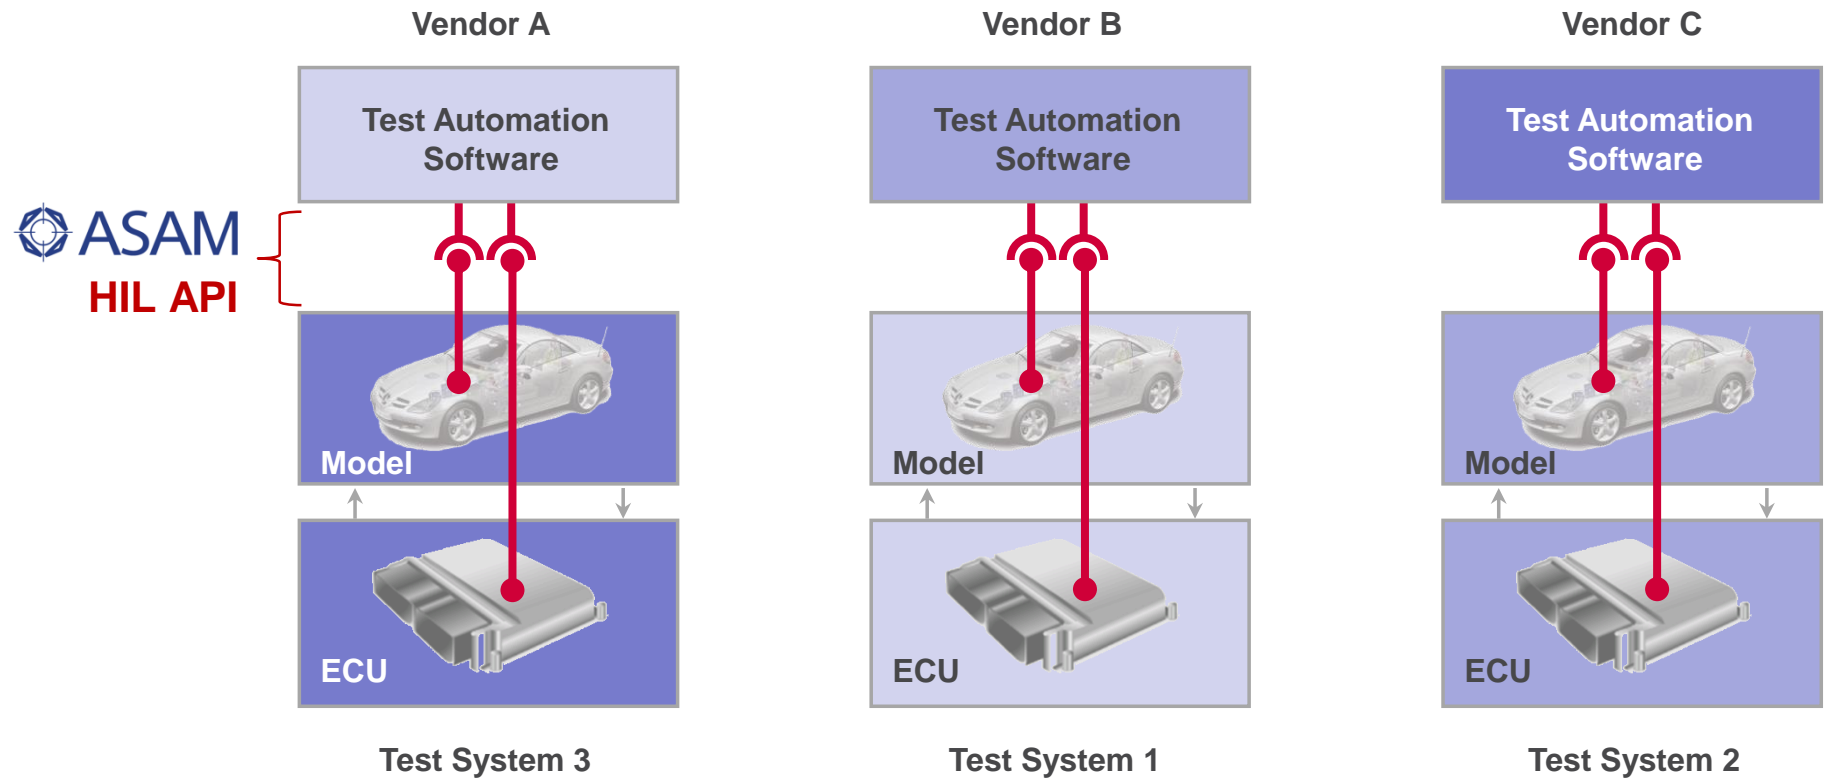 Vendor A
Vendor B
Vendor C
Test Automation
Software
Test Automation
Software
Test Automation
Software
ASAM
HIL API
Model
Model
Model
ECU
ECU
ECU
Test System 3
Test System 1
Test System 2